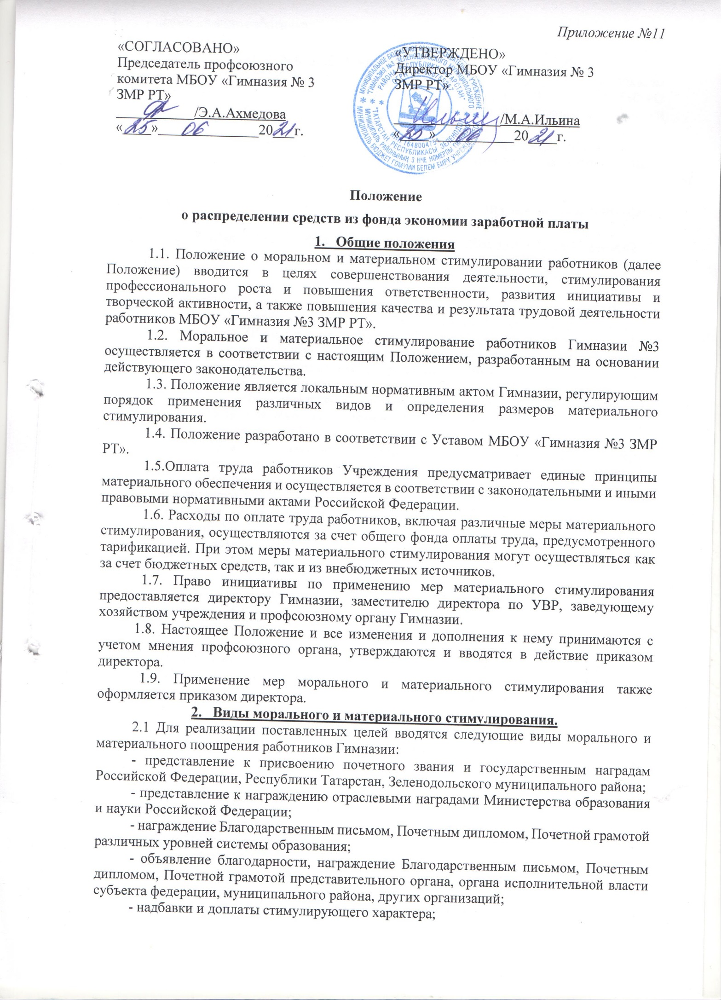 Приложение №11
«СОГЛАСОВАНО»
Председатель профсоюзного
комитета МБОУ «Гимназия № 3
ЗМР РТ»
/Э.А.Ахмедова
«25» 06 2021г.
«УТВЕРЖДЕНО»
Директор МБОУ «Гимназия № 3
ЗМР РТ»
/М.А.Ильина
«25» 06 2021г.
Положение
о распределении средств из фонда экономии заработной платы
1. Общие положения
1.1. Положение о моральном и материальном стимулировании работников (далее
Положение) вводится в целях совершенствования деятельности, стимулирования
профессионального роста и повышения ответственности, развития инициативы и
творческой активности, а также повышения качества и результата трудовой деятельности
работников МБОУ «Гимназия №3 ЗМР РТ».
1.2. Моральное и материальное стимулирование работников Гимназии №3
осуществляется в соответствии с настоящим Положением, разработанным на основании
действующего законодательства.
1.3. Положение является локальным нормативным актом Гимназии, регулирующим
порядок применения различных видов и определения размеров материального
стимулирования.
1.4. Положение разработано в соответствии с Уставом МБОУ «Гимназия №3 ЗМР
РТ».
1.5.Оплата труда работников Учреждения предусматривает единые принципы
материального обеспечения и осуществляется в соответствии с законодательными и иными
правовыми нормативными актами Российской Федерации.
1.6. Расходы по оплате труда работников, включая различные меры материального
стимулирования, осуществляются за счет общего фонда оплаты труда, предусмотренного
тарификацией. При этом меры материального стимулирования могут осуществляться как
за счет бюджетных средств, так и из внебюджетных источников.
1.7. Право инициативы по применению мер материального стимулирования
предоставляется директору Гимназии, заместителю директора по УВР, заведующему
хозяйством учреждения и профсоюзному органу Гимназии.
1.8. Настоящее Положение и все изменения и дополнения к нему принимаются с
учетом мнения профсоюзного органа, утверждаются и вводятся в действие приказом
директора.
1.9. Применение мер морального и материального стимулирования также
оформляется приказом директора.
2. Виды морального и материального стимулирования.
2.1 Для реализации поставленных целей вводятся следующие виды морального и
материального поощрения работников Гимназии:
- представление к присвоению почетного звания и государственным наградам
Российской Федерации, Республики Татарстан, Зеленодольского муниципального района;
- представление к награждению отраслевыми наградами Министерства образования
и науки Российской Федерации;
- награждение Благодарственным письмом, Почетным дипломом, Почетной грамотой
различных уровней системы образования;
- объявление благодарности, награждение Благодарственным письмом, Почетным
дипломом, Почетной грамотой представительного органа, органа исполнительной власти
субъекта федерации, муниципального района, других организаций;
- надбавки и доплаты стимулирующего характера;